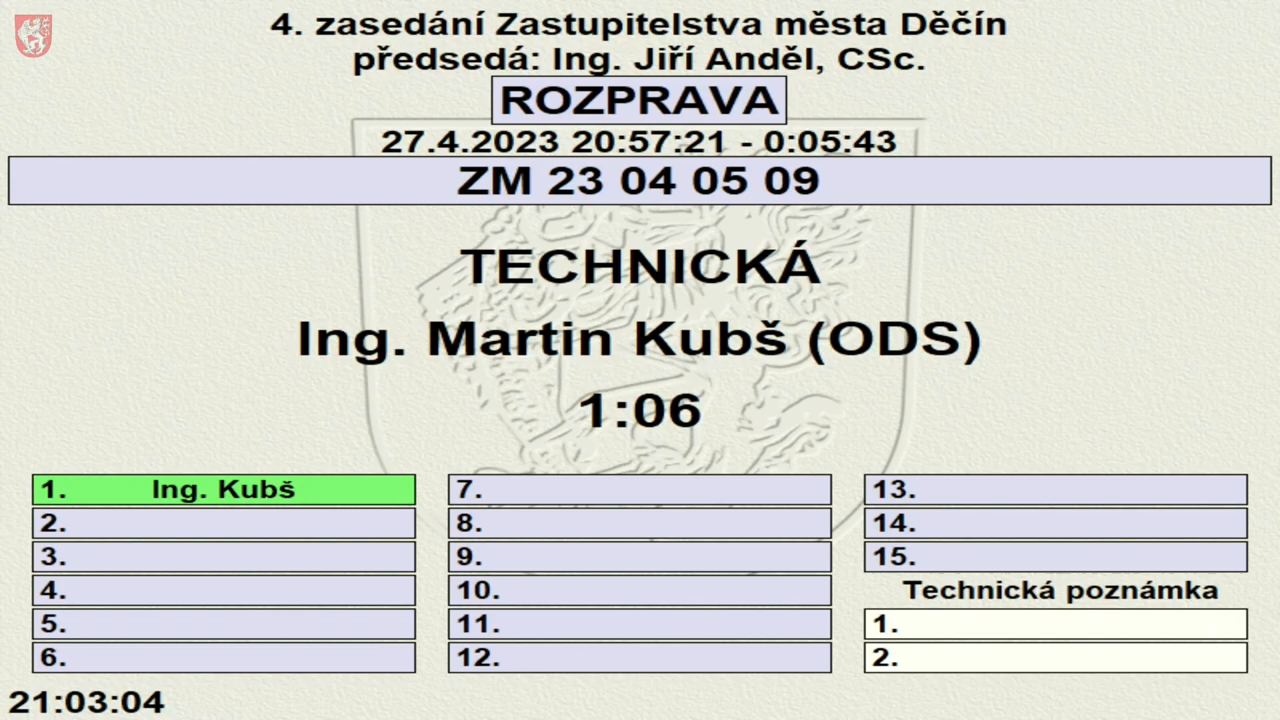 4. zasedání Zastupitelstva města Děčín
předsedá: Ing. Jiří Anděl, CSc.
ROZPRAVA
27.4.2023 20:57:21 - 0:05:43
ZM 23 04 05 09
TECHNICKÁ
Ing. Martin Kubš (ODS)
1:06
1. Ing. Kubš
2.
3.
4.
5.
6.
7.
8.
9.
10.
11.
12.
13.
14.
15.
Technická poznámka
1.
2.
21:03:04